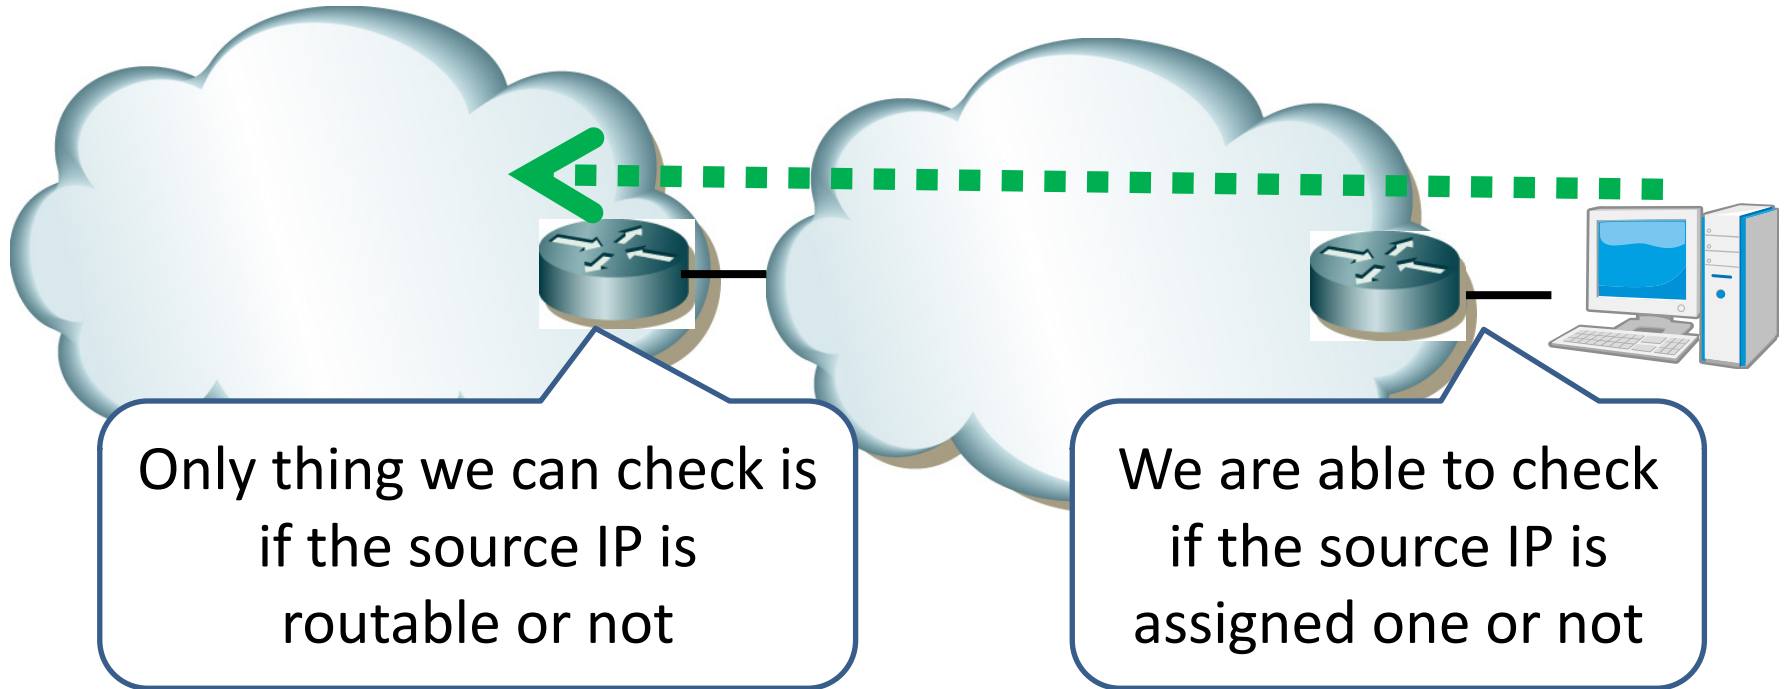 Only thing we can check is
if the source IP is
routable or not
We are able to check
if the source IP is
assigned one or not